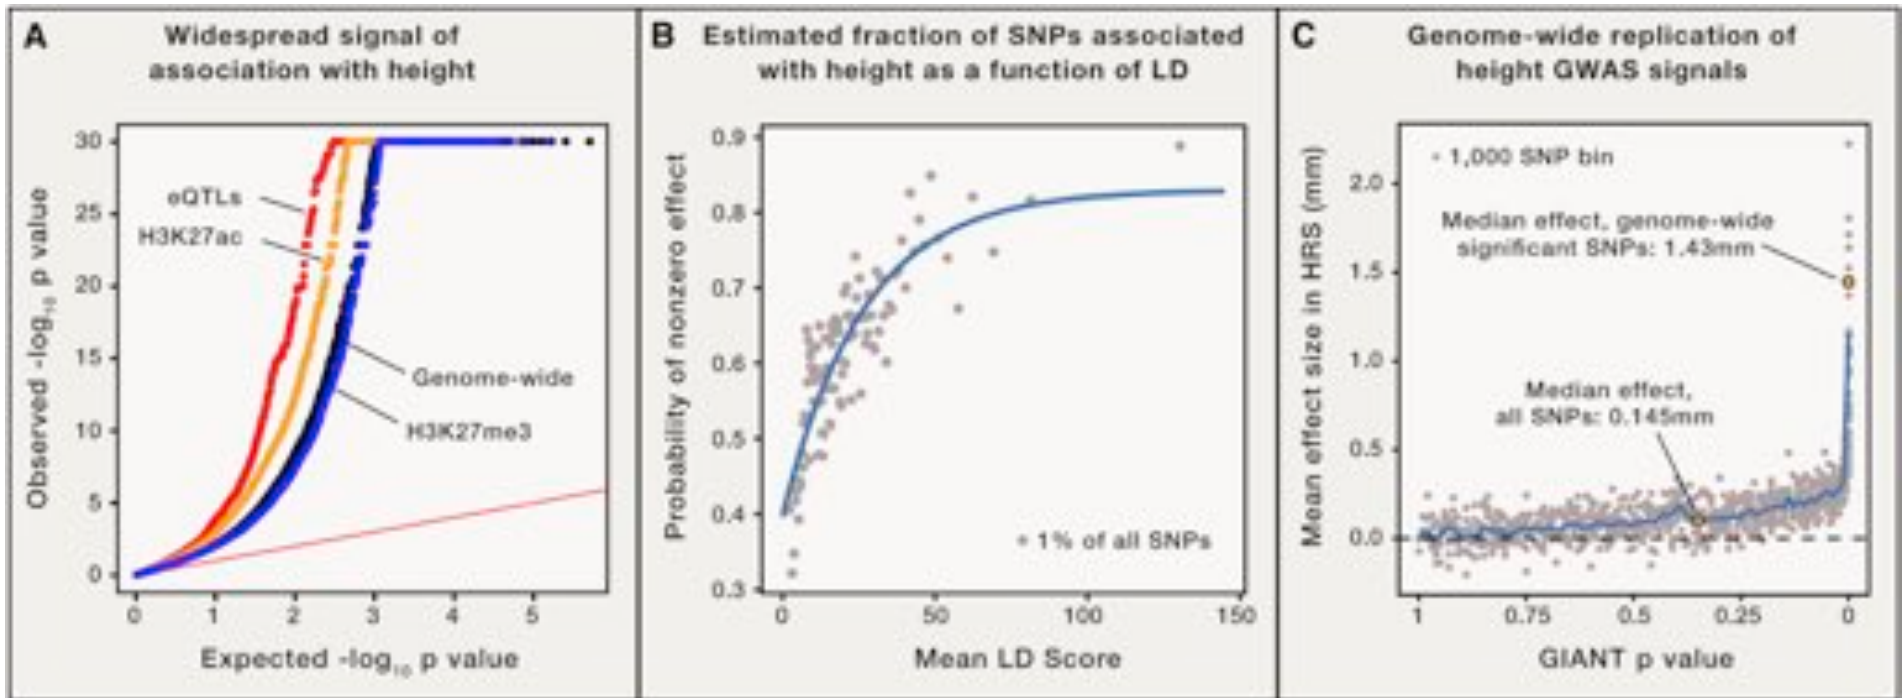 A
Widespread signal of
association with height
Observed -log₁₀ p value
30
25
20
15
10
5
0
eQTLs
H3K27ac
Genome-wide
H3K27me3
0 1 2 3 4 5
Expected -log₁₀ p value
B
Estimated fraction of SNPs associated
with height as a function of LD
Probability of nonzero effect
0.9
0.8
0.7
0.6
0.5
0.4
0.3
1% of all SNPs
0 50 100 150
Mean LD Score
C
Genome-wide replication of
height GWAS signals
Mean effect size in HRS (mm)
2.0
1.5
1.0
0.5
0.0
1,000 SNP bin
Median effect, genome-wide
significant SNPs: 1.43mm
Median effect,
all SNPs: 0.145mm
1 0.75 0.5 0.25 0
GIANT p value